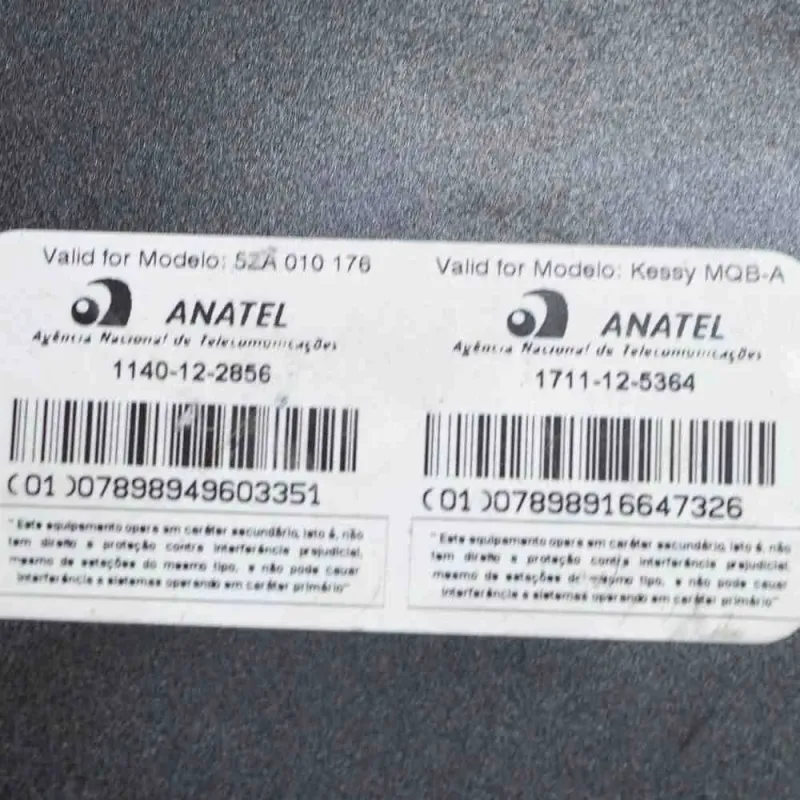 Valid for Modelo: 5ZA 010 176
ANATEL
Agência Nacional de Telecomunicações
1140-12-2856
(01)07898949603351
"Este equipamento opera em caráter secundário, isto é, não
tem direito a proteção contra interferência prejudicial,
mesmo de estações do mesmo tipo, e não pode causar
interferência a sistemas operando em caráter primário"
Valid for Modelo: Kessy MQB-A
ANATEL
Agência Nacional de Telecomunicações
1711-12-5364
(01)07898916647326
"Este equipamento opera em caráter secundário, isto é, não
tem direito a proteção contra interferência prejudicial,
mesmo de estações do mesmo tipo, e não pode causar
interferência a sistemas operando em caráter primário"